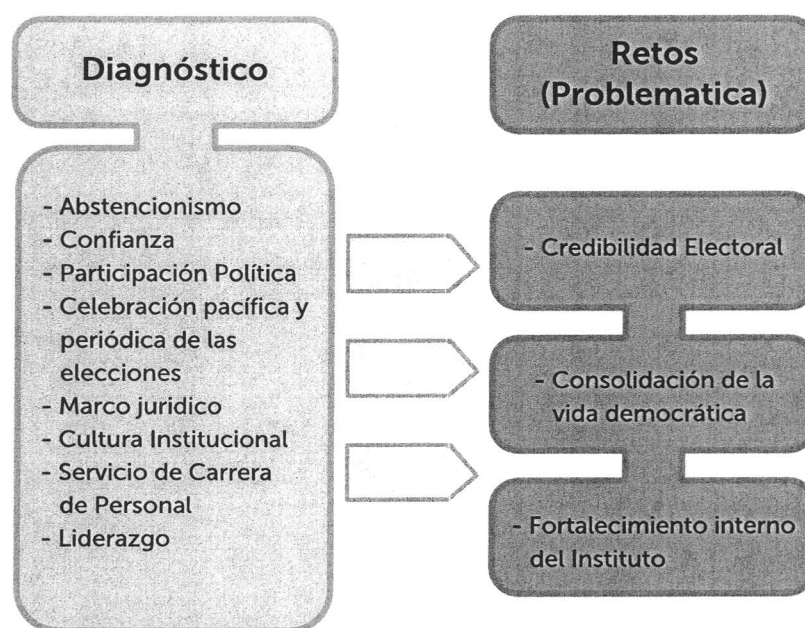 Diagnóstico
- Abstencionismo
- Confianza
- Participación Política
- Celebración pacífica y
periódica de las
elecciones
- Marco juridico
- Cultura Institucional
- Servicio de Carrera
de Personal
- Liderazgo
Retos
(Problematica)
- Credibilidad Electoral
- Consolidación de la
vida democrática
- Fortalecimiento interno
del Instituto